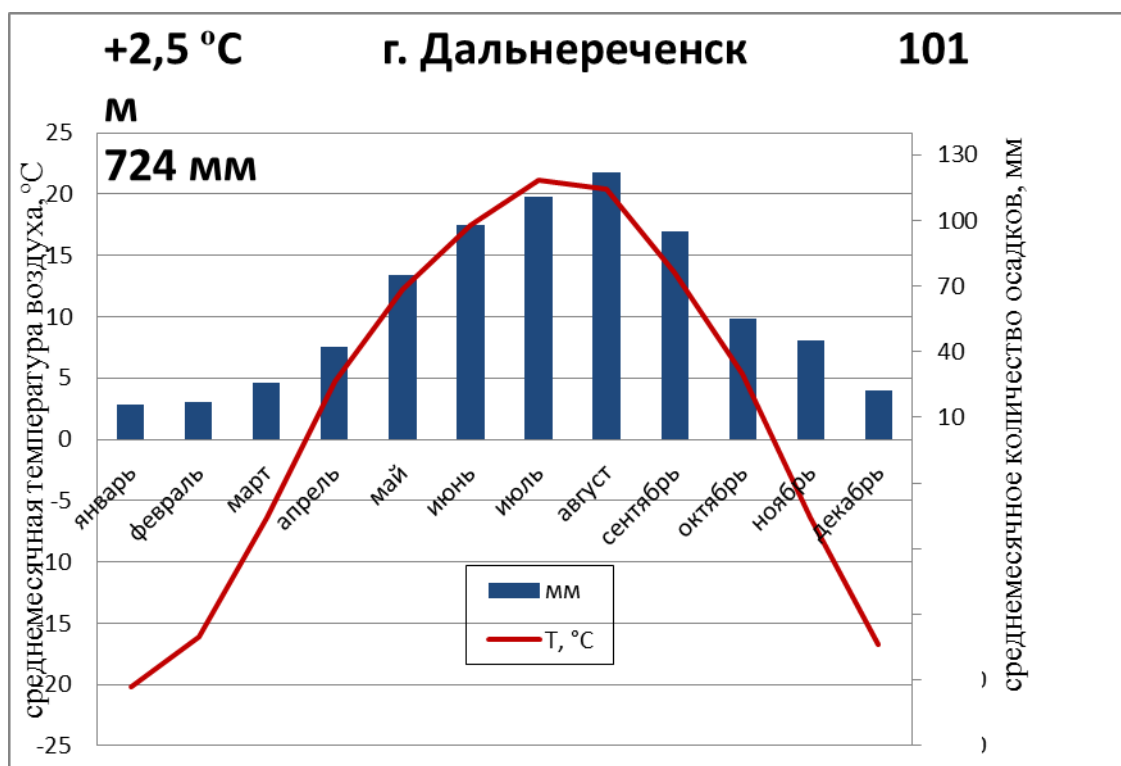 +2,5 °C г. Дальнереченск 101
м
724 мм
среднемесячная температура воздуха, °С
25
20
15
10
5
0
-5
-10
-15
-20
-25
130
100
70
40
10
0
0
среднемесячное количество осадков, мм
январь
февраль
март
апрель
май
июнь
июль
август
сентябрь
октябрь
ноябрь
декабрь
мм
Т, °С